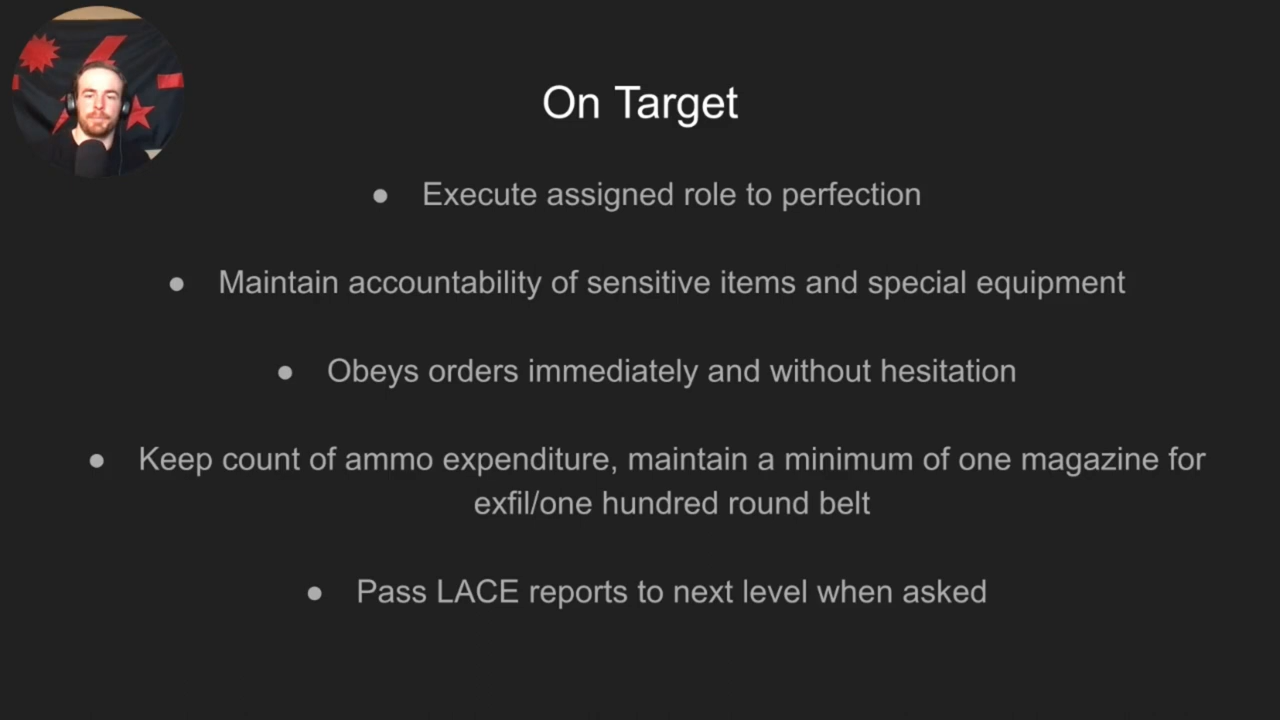 On Target
● Execute assigned role to perfection
● Maintain accountability of sensitive items and special equipment
● Obeys orders immediately and without hesitation
● Keep count of ammo expenditure, maintain a minimum of one magazine for
exfil/one hundred round belt
● Pass LACE reports to next level when asked